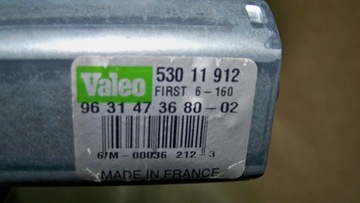 Valeo 530 11 912
FIRST 6-160
96 31 47 36 80-02
6/M-00036 212-3
MADE IN FRANCE